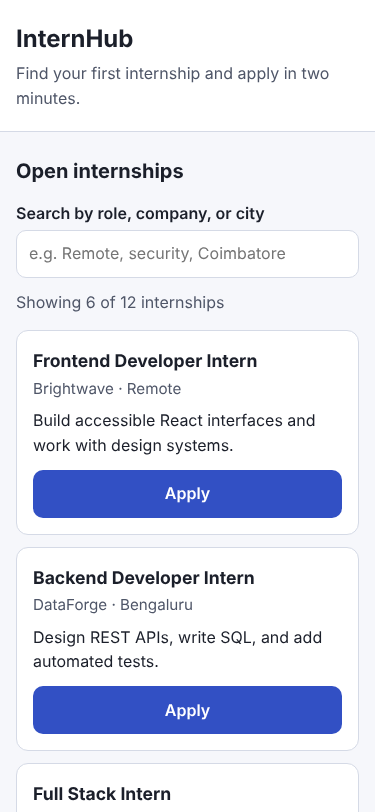 InternHub
Find your first internship and apply in two
minutes.
Open internships
Search by role, company, or city
e.g. Remote, security, Coimbatore
Showing 6 of 12 internships
Frontend Developer Intern
Brightwave · Remote
Build accessible React interfaces and
work with design systems.
Apply
Backend Developer Intern
DataForge · Bengaluru
Design REST APIs, write SQL, and add
automated tests.
Apply
Full Stack Intern